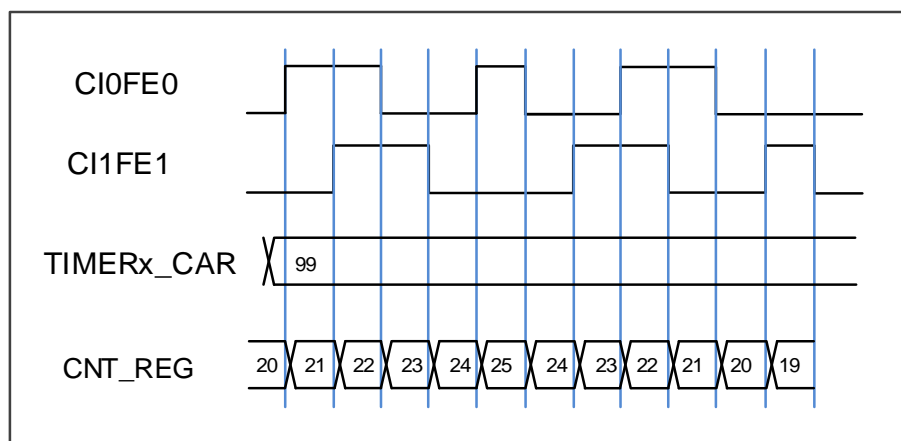 CI0FE0
CI1FE1
TIMERx_CAR 99
CNT_REG 20 21 22 23 24 25 24 23 22 21 20 19